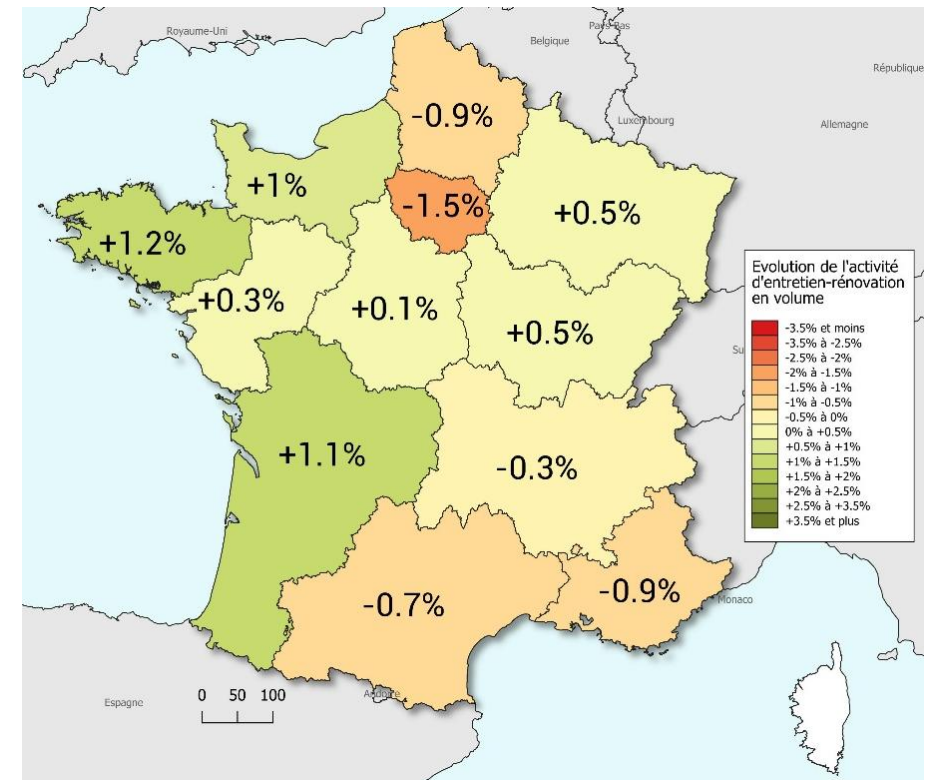 Royaume-Uni
Pays-Bas
Belgique
République
Luxembourg
Allemagne
-0.9%
+1%
-1.5%
+0.5%
+1.2%
+0.3%
+0.1%
+0.5%
Su
Evolution de l'activité
d'entretien-rénovation
en volume
-3.5% et moins
-3.5% à -2.5%
-2.5% à -2%
-2% à -1.5%
-1.5% à -1%
-1% à -0.5%
-0.5% à 0%
0% à +0.5%
+0.5% à +1%
+1% à +1.5%
+1.5% à +2%
+2% à +2.5%
+2.5% à +3.5%
+3.5% et plus
+1.1%
-0.3%
-0.7%
-0.9%
Monaco
Andorre
Espagne
0 50 100